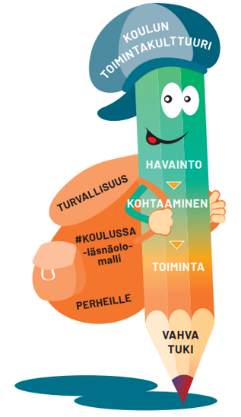 KOULUN
TOIMINTAKULTTUURI
HAVAINTO
KOHTAAMINEN
TOIMINTA
TURVALLISUUS
#KOULUSSA
-läsnäolo-
malli
PERHEILLE
VAHVA
TUKI